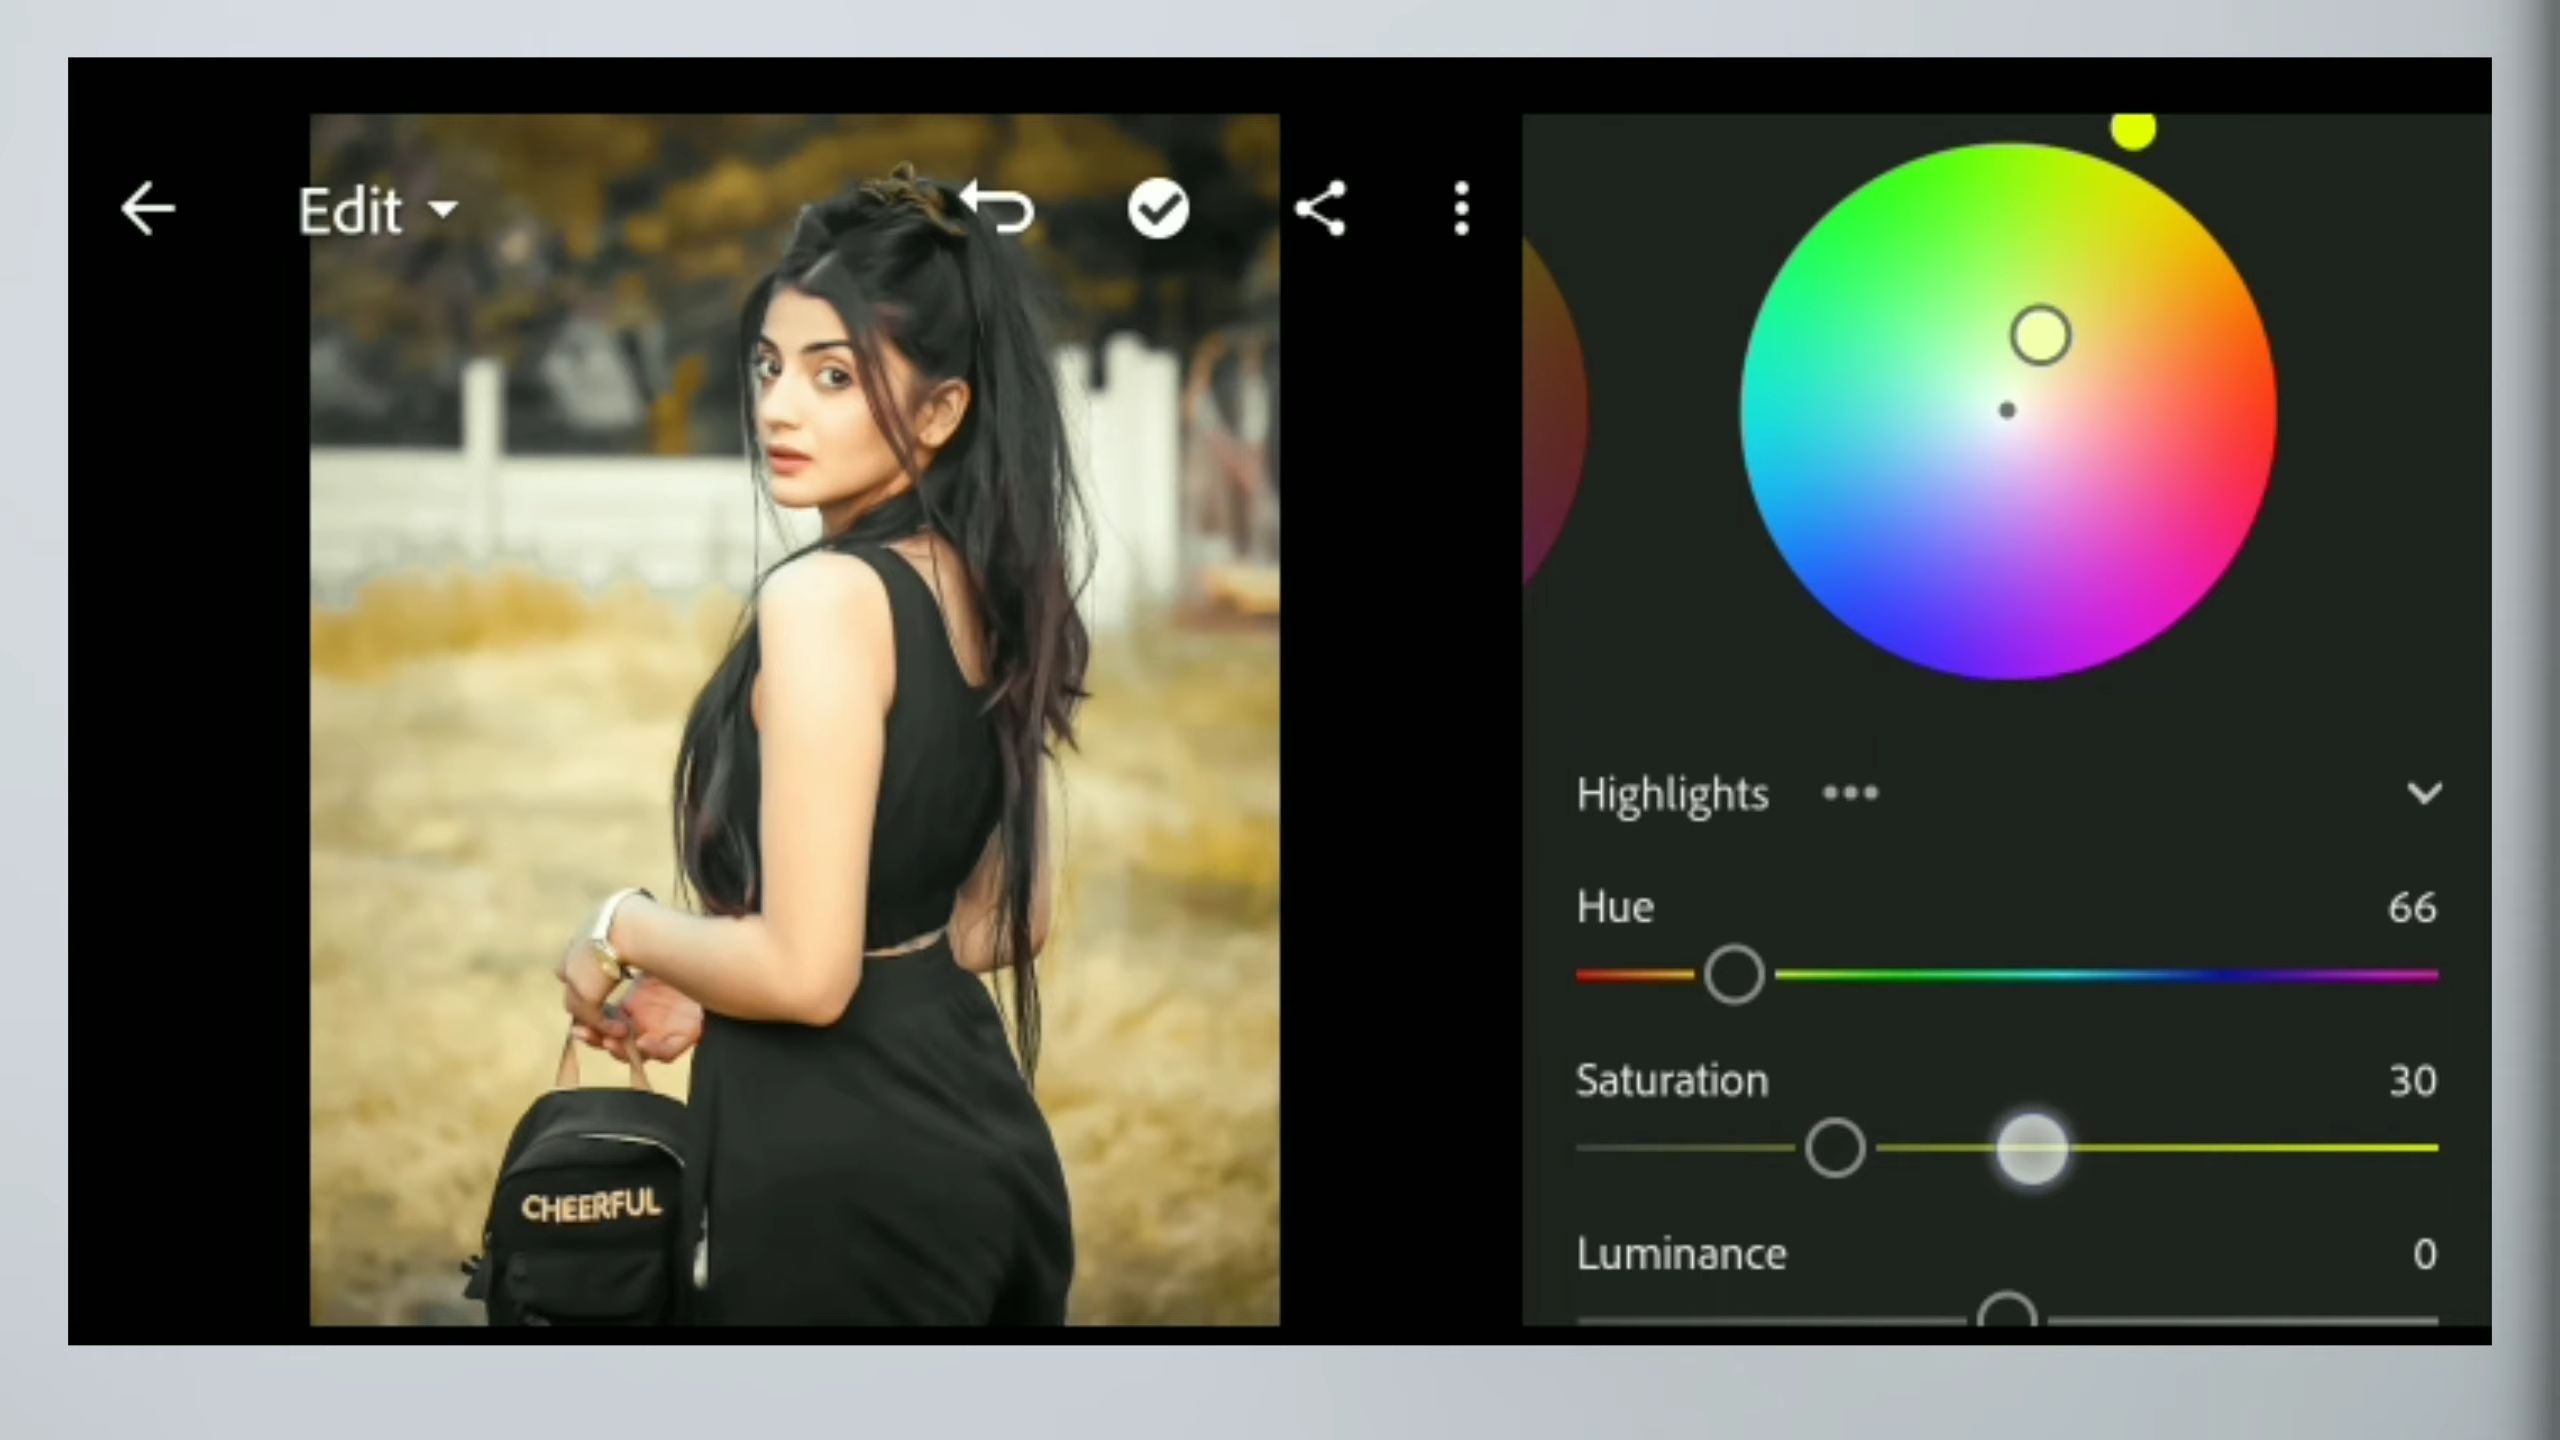 Edit
Highlights
Hue 66
Saturation 30
Luminance 0
CHEERFUL